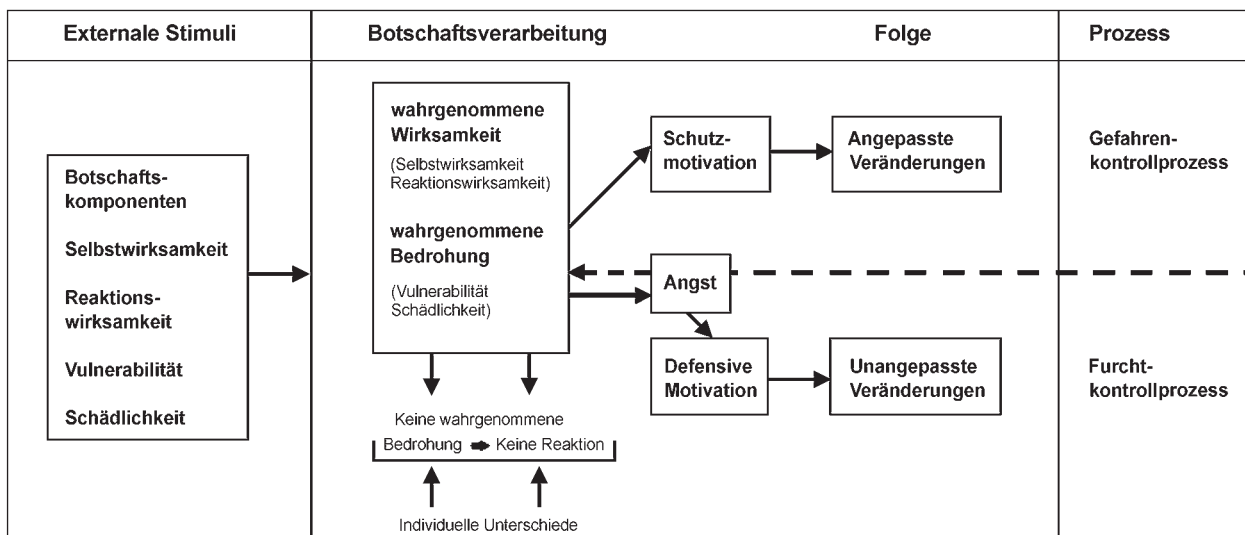 Externale Stimuli
Botschaftsverarbeitung
Folge
Prozess
Botschafts-
komponenten
Selbstwirksamkeit
Reaktions-
wirksamkeit
Vulnerabilität
Schädlichkeit
wahrgenommene
Wirksamkeit
(Selbstwirksamkeit
Reaktionswirksamkeit)
wahrgenommene
Bedrohung
(Vulnerabilität
Schädlichkeit)
Keine wahrgenommene
Bedrohung ➡ Keine Reaktion
Individuelle Unterschiede
Schutz-
motivation
Angepasste
Veränderungen
Angst
Defensive
Motivation
Unangepasste
Veränderungen
Gefahren-
kontrollprozess
Furcht-
kontrollprozess